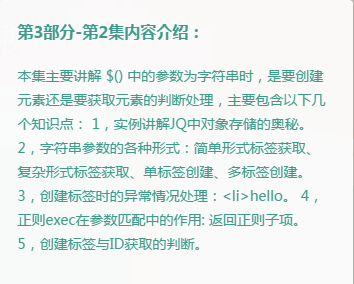 第3部分-第2集内容介绍：
本集主要讲解 $() 中的参数为字符串时，是要创建
元素还是要获取元素的判断处理，主要包含以下几
个知识点： 1，实例讲解JQ中对象存储的奥秘。
2，字符串参数的各种形式：简单形式标签获取、
复杂形式标签获取、单标签创建、多标签创建。
3，创建标签时的异常情况处理：<li>hello。 4，
正则exec在参数匹配中的作用: 返回正则子项。
5，创建标签与ID获取的判断。